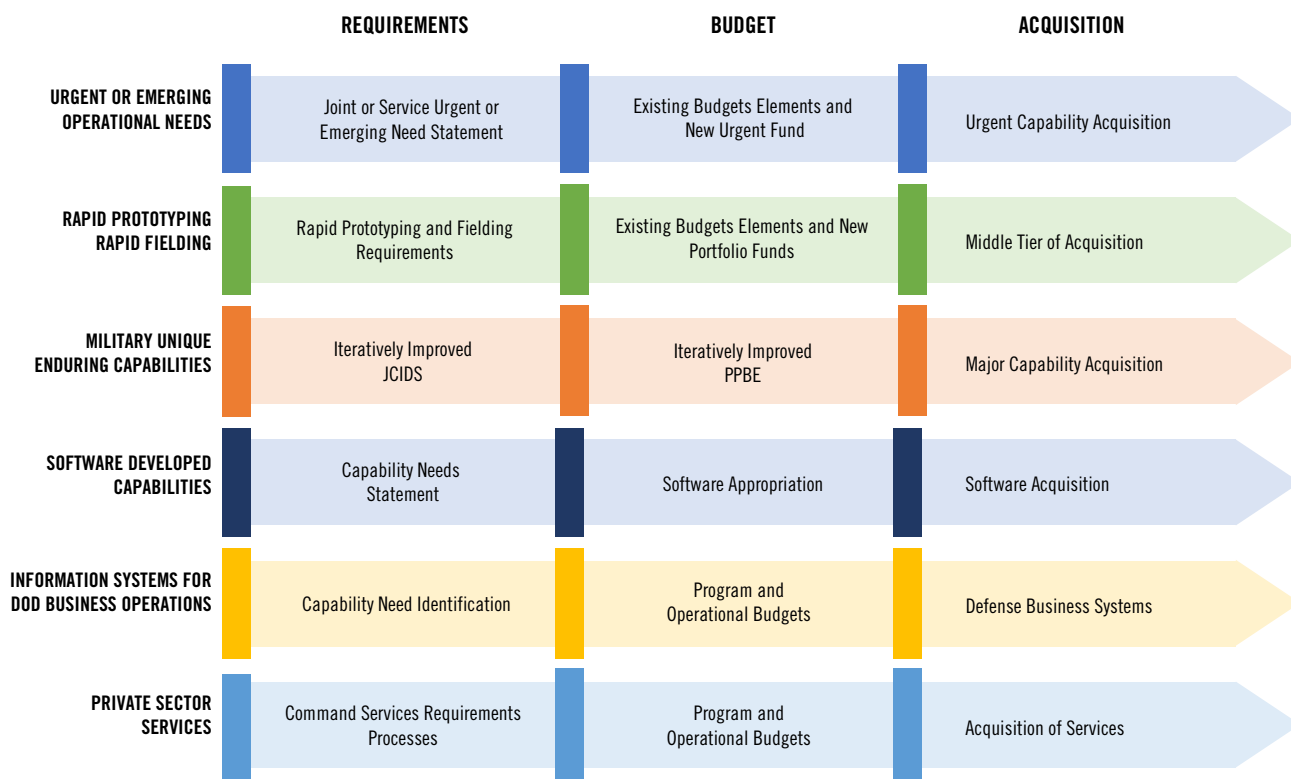 REQUIREMENTS
BUDGET
ACQUISITION
URGENT OR EMERGING
OPERATIONAL NEEDS
Joint or Service Urgent or
Emerging Need Statement
Existing Budgets Elements and
New Urgent Fund
Urgent Capability Acquisition
RAPID PROTOTYPING
RAPID FIELDING
Rapid Prototyping and Fielding
Requirements
Existing Budgets Elements and New
Portfolio Funds
Middle Tier of Acquisition
MILITARY UNIQUE
ENDURING CAPABILITIES
Iteratively Improved
JCIDS
Iteratively Improved
PPBE
Major Capability Acquisition
SOFTWARE DEVELOPED
CAPABILITIES
Capability Needs
Statement
Software Appropriation
Software Acquisition
INFORMATION SYSTEMS FOR
DOD BUSINESS OPERATIONS
Capability Need Identification
Program and
Operational Budgets
Defense Business Systems
PRIVATE SECTOR
SERVICES
Command Services Requirements
Processes
Program and
Operational Budgets
Acquisition of Services